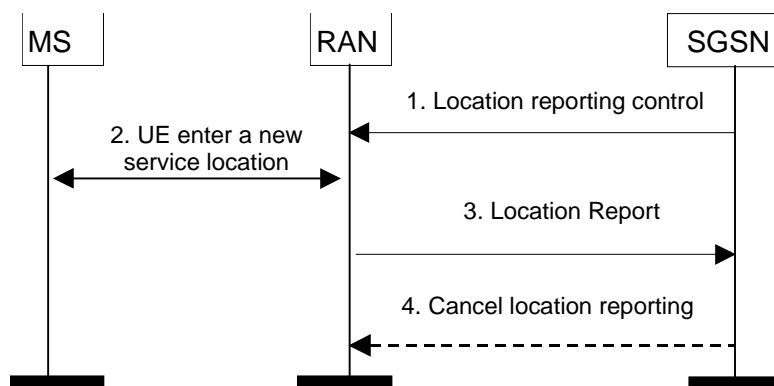 MS
RAN
SGSN
1. Location reporting control
2. UE enter a new
service location
3. Location Report
4. Cancel location reporting